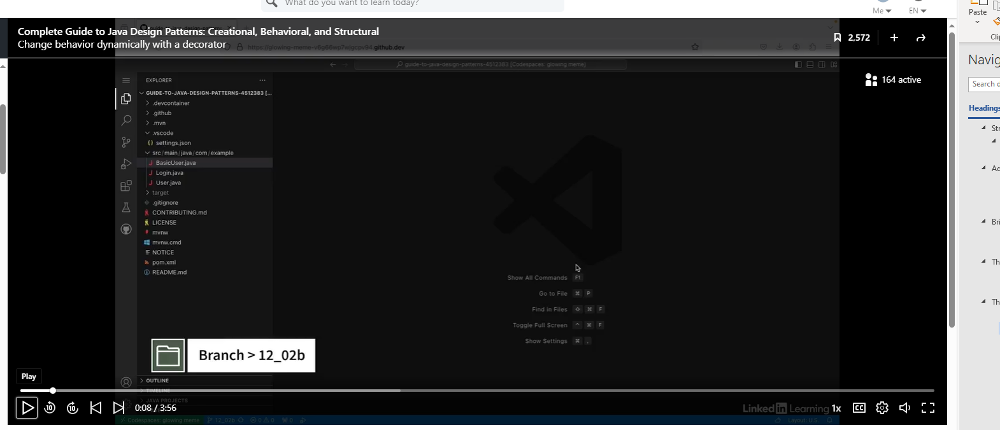 What do you want to learn today?
Me
EN
Paste
Complete Guide to Java Design Patterns: Creational, Behavioral, and Structural
Change behavior dynamically with a decorator
https://glowing-meme-v6g66wp7wjgcpv94.github.dev
2,572
164 active
guide-to-java-design-patterns-4512383 [Codespaces: glowing meme]
EXPLORER
GUIDE-TO-JAVA-DESIGN-PATTERNS-4512383 [...
.devcontainer
.github
.mvn
.vscode
settings.json
src/main/java/com/example
BasicUser.java
Login.java
User.java
target
.gitignore
CONTRIBUTING.md
LICENSE
mvnw
mvnw.cmd
NOTICE
pom.xml
README.md
Show All Commands F1
Go to File ⌘ P
Find in Files ⇧ ⌘ F
Toggle Full Screen ^ ⌘ F
Show Settings ⌘ ,
Branch > 12_02b
Play
OUTLINE
TIMELINE
JAVA PROJECTS
10
10
0:08 / 3:56
LinkedIn Learning
1x
CC
Codespaces: glowing meme
12_02b
0 0
0
Layout: U.S.
Clip
Navig
Search
Headings
Str
Ac
Bri
Th
Th